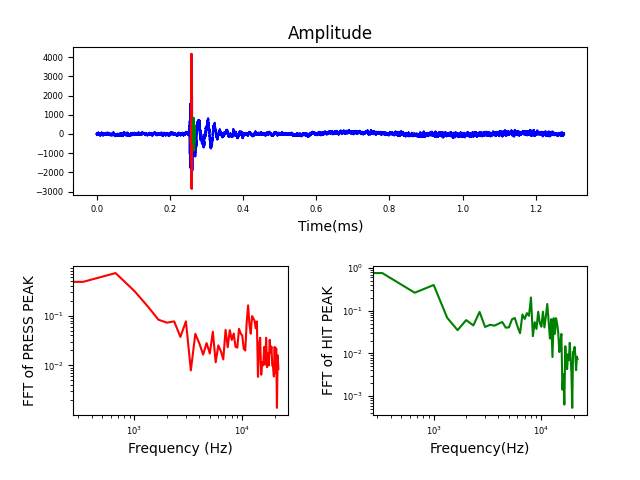 Amplitude
4000
3000
2000
1000
0
−1000
−2000
−3000
0.0 0.2 0.4 0.6 0.8 1.0 1.2
Time(ms)
FFT of PRESS PEAK
10⁻¹
10⁻²
10³ 10⁴
Frequency (Hz)
FFT of HIT PEAK
10⁰
10⁻¹
10⁻²
10⁻³
10³ 10⁴
Frequency(Hz)